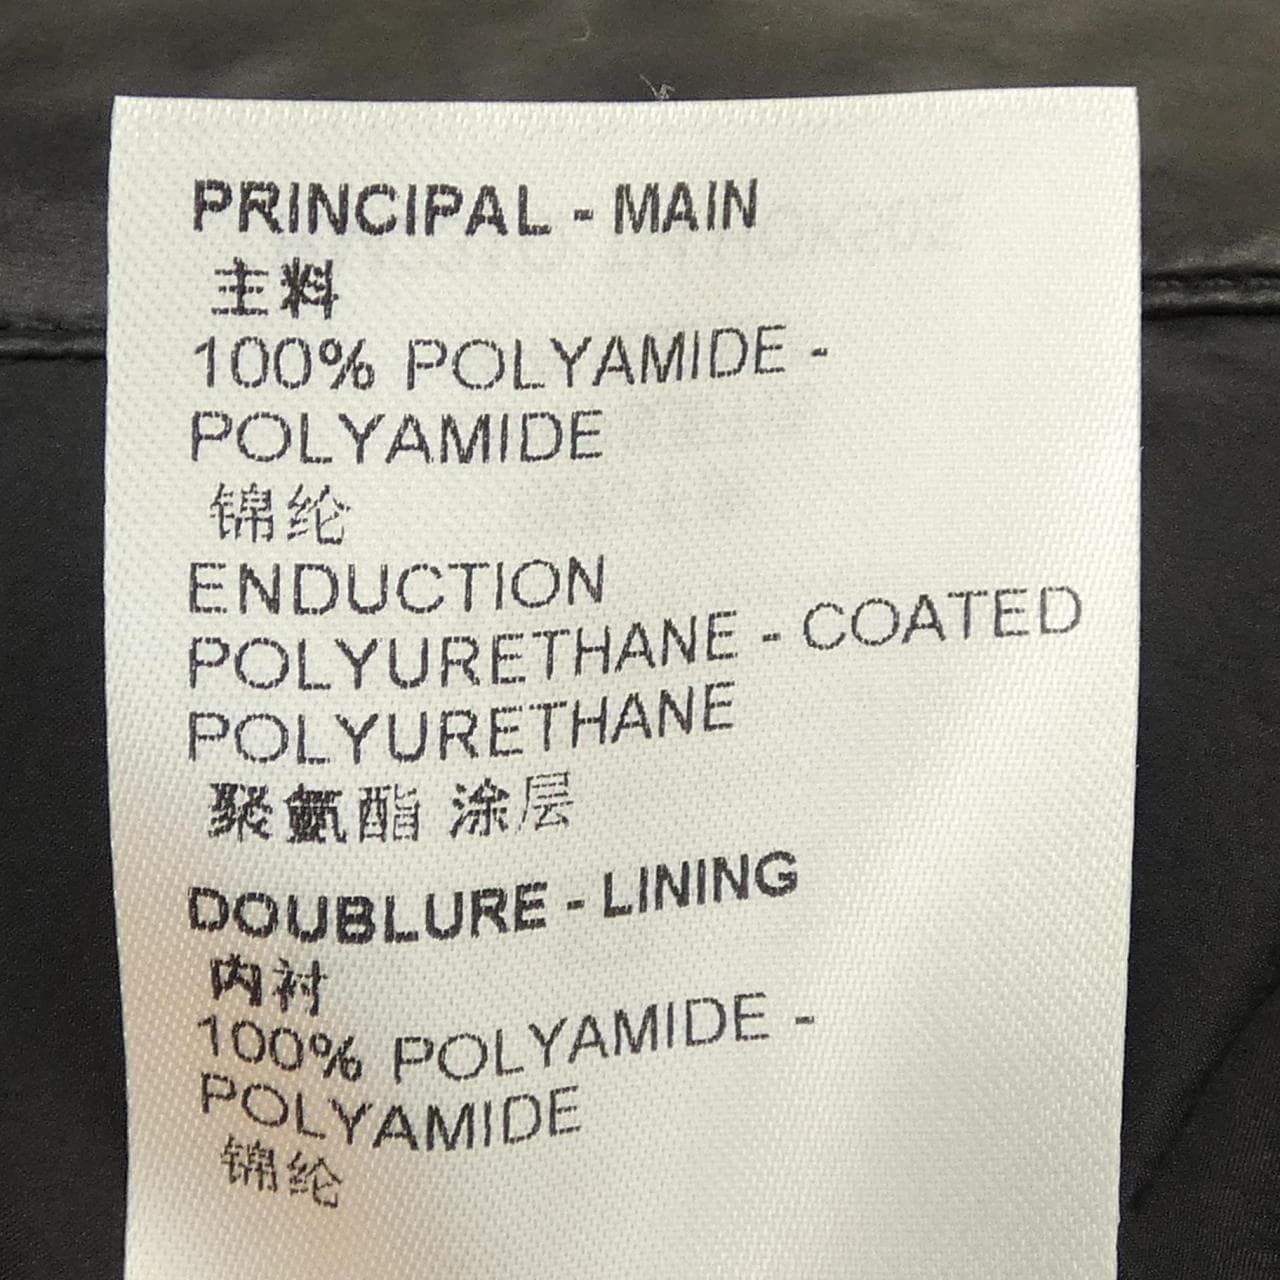 PRINCIPAL - MAIN
主料
100% POLYAMIDE -
POLYAMIDE
锦纶
ENDUCTION
POLYURETHANE - COATED
POLYURETHANE
聚氨酯 涂层
DOUBLURE - LINING
内衬
100% POLYAMIDE -
POLYAMIDE
锦纶